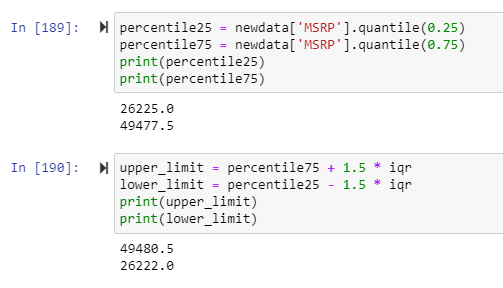 In [189]:
percentile25 = newdata['MSRP'].quantile(0.25)
percentile75 = newdata['MSRP'].quantile(0.75)
print(percentile25)
print(percentile75)
26225.0
49477.5
In [190]:
upper_limit = percentile75 + 1.5 * iqr
lower_limit = percentile25 - 1.5 * iqr
print(upper_limit)
print(lower_limit)
49480.5
26222.0